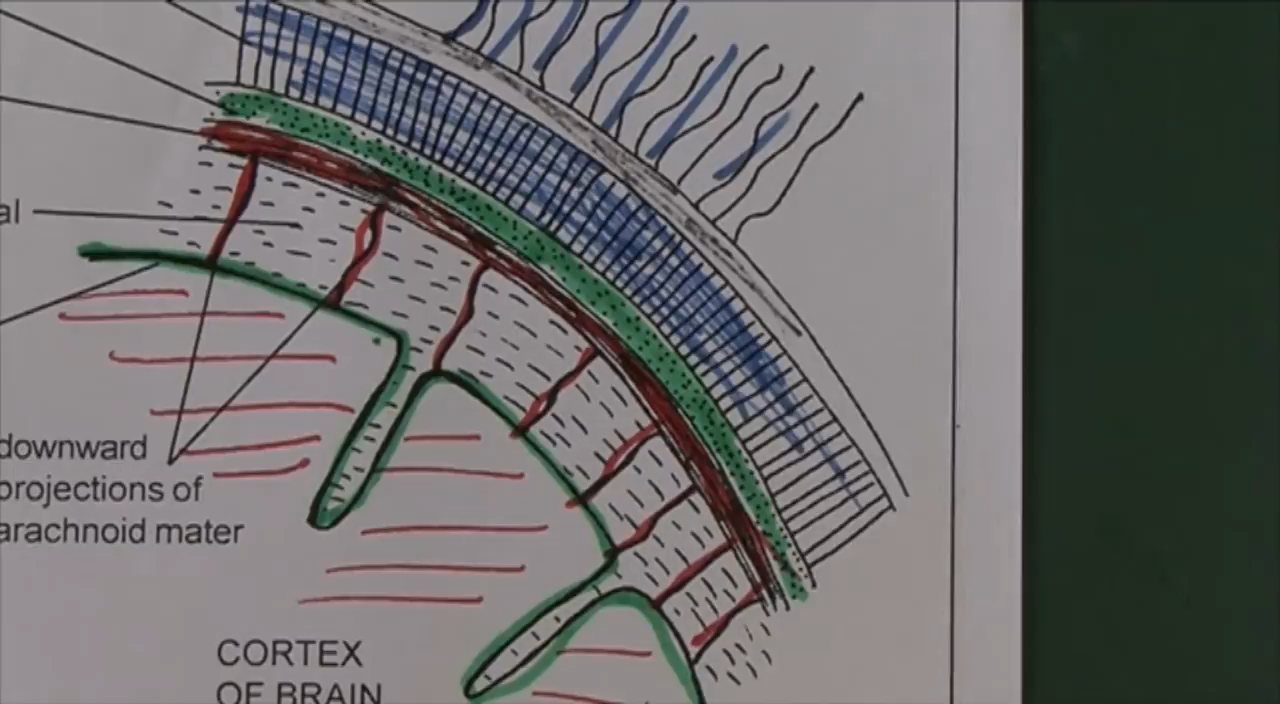 al
downward
projections of
arachnoid mater
CORTEX
OF BRAIN